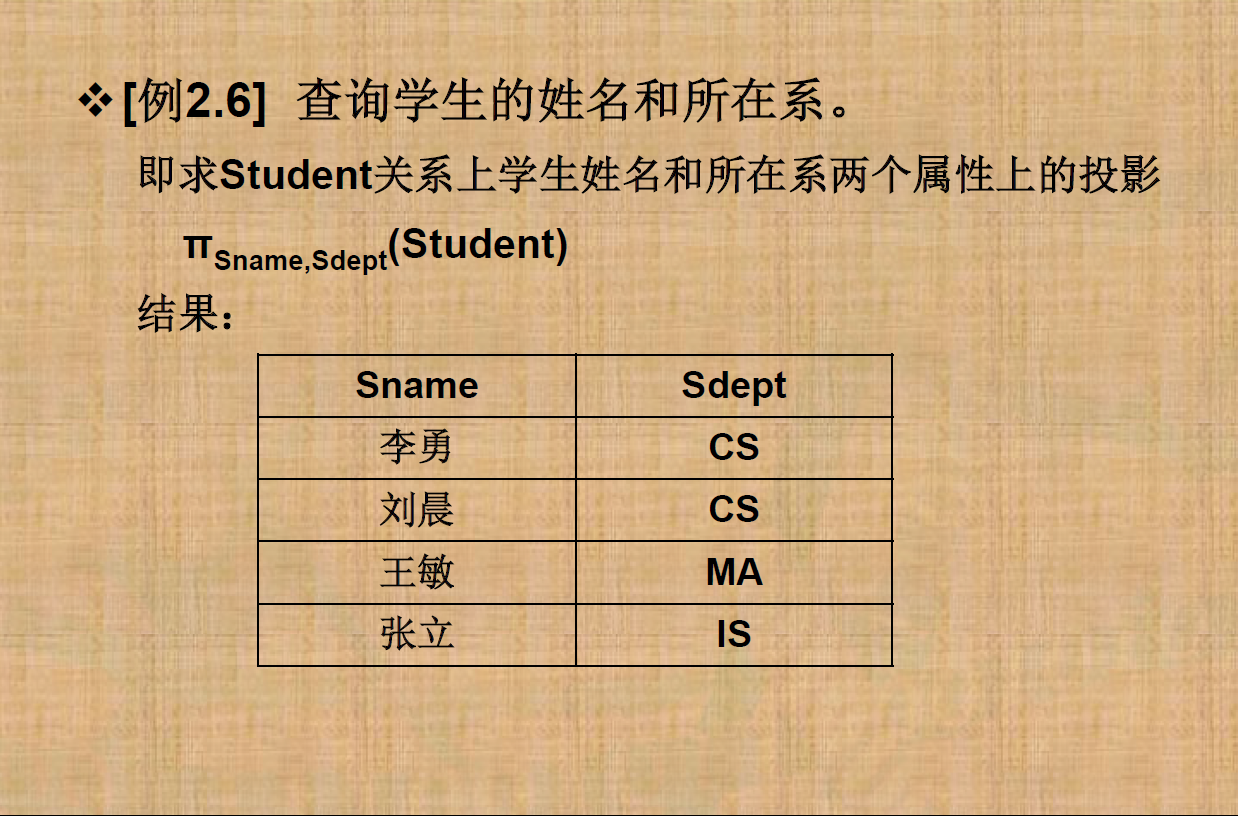 ❖[例2.6] 查询学生的姓名和所在系。
即求Student关系上学生姓名和所在系两个属性上的投影
πSname,Sdept(Student)
结果：
Sname Sdept
李勇 CS
刘晨 CS
王敏 MA
张立 IS